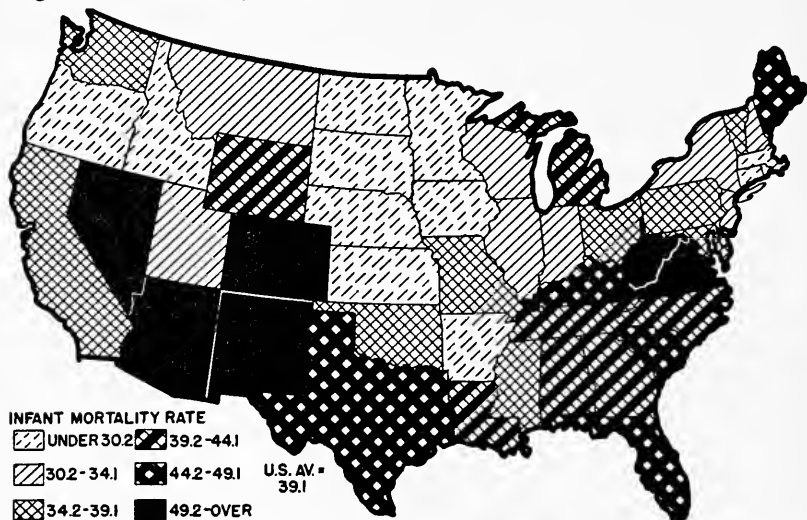 INFANT MORTALITY RATE
UNDER 30.2
39.2-44.1
30.2-34.1
44.2-49.1
U.S. AV. =
39.1
34.2-39.1
49.2-OVER